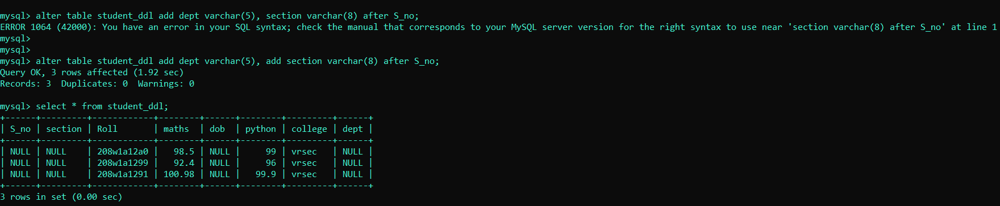 mysql> alter table student_ddl add dept varchar(5), section varchar(8) after S_no;
ERROR 1064 (42000): You have an error in your SQL syntax; check the manual that corresponds to your MySQL server version for the right syntax to use near 'section varchar(8) after S_no' at line 1
mysql>
mysql>
mysql> alter table student_ddl add dept varchar(5), add section varchar(8) after S_no;
Query OK, 3 rows affected (1.92 sec)
Records: 3  Duplicates: 0  Warnings: 0
mysql> select * from student_ddl;
+------+---------+------------+--------+------+--------+---------+------+
| S_no | section | Roll       | maths  | dob  | python | college | dept |
+------+---------+------------+--------+------+--------+---------+------+
| NULL | NULL    | 208w1a12a0 |   98.5 | NULL |     99 | vrsec   | NULL |
| NULL | NULL    | 208w1a1299 |   92.4 | NULL |     96 | vrsec   | NULL |
| NULL | NULL    | 208w1a1291 | 100.98 | NULL |   99.9 | vrsec   | NULL |
+------+---------+------------+--------+------+--------+---------+------+
3 rows in set (0.00 sec)